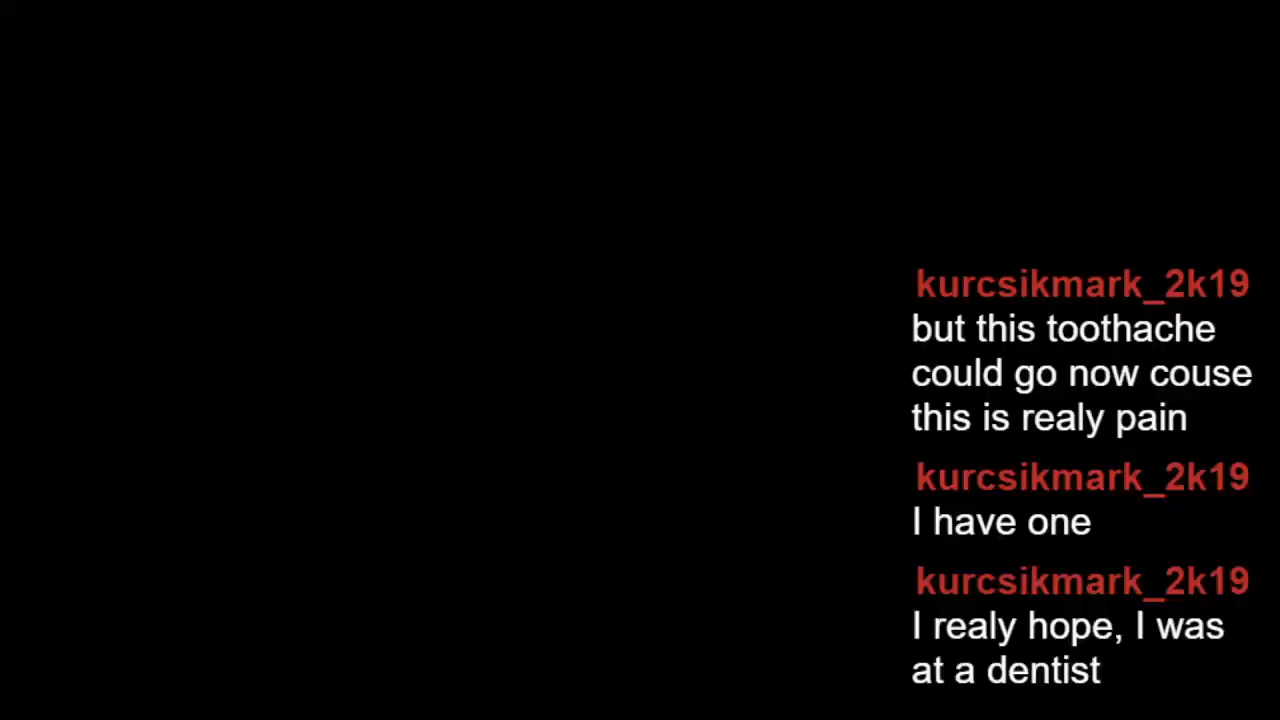 kurcsikmark_2k19
but this toothache
could go now couse
this is realy pain
kurcsikmark_2k19
I have one
kurcsikmark_2k19
I realy hope, I was
at a dentist